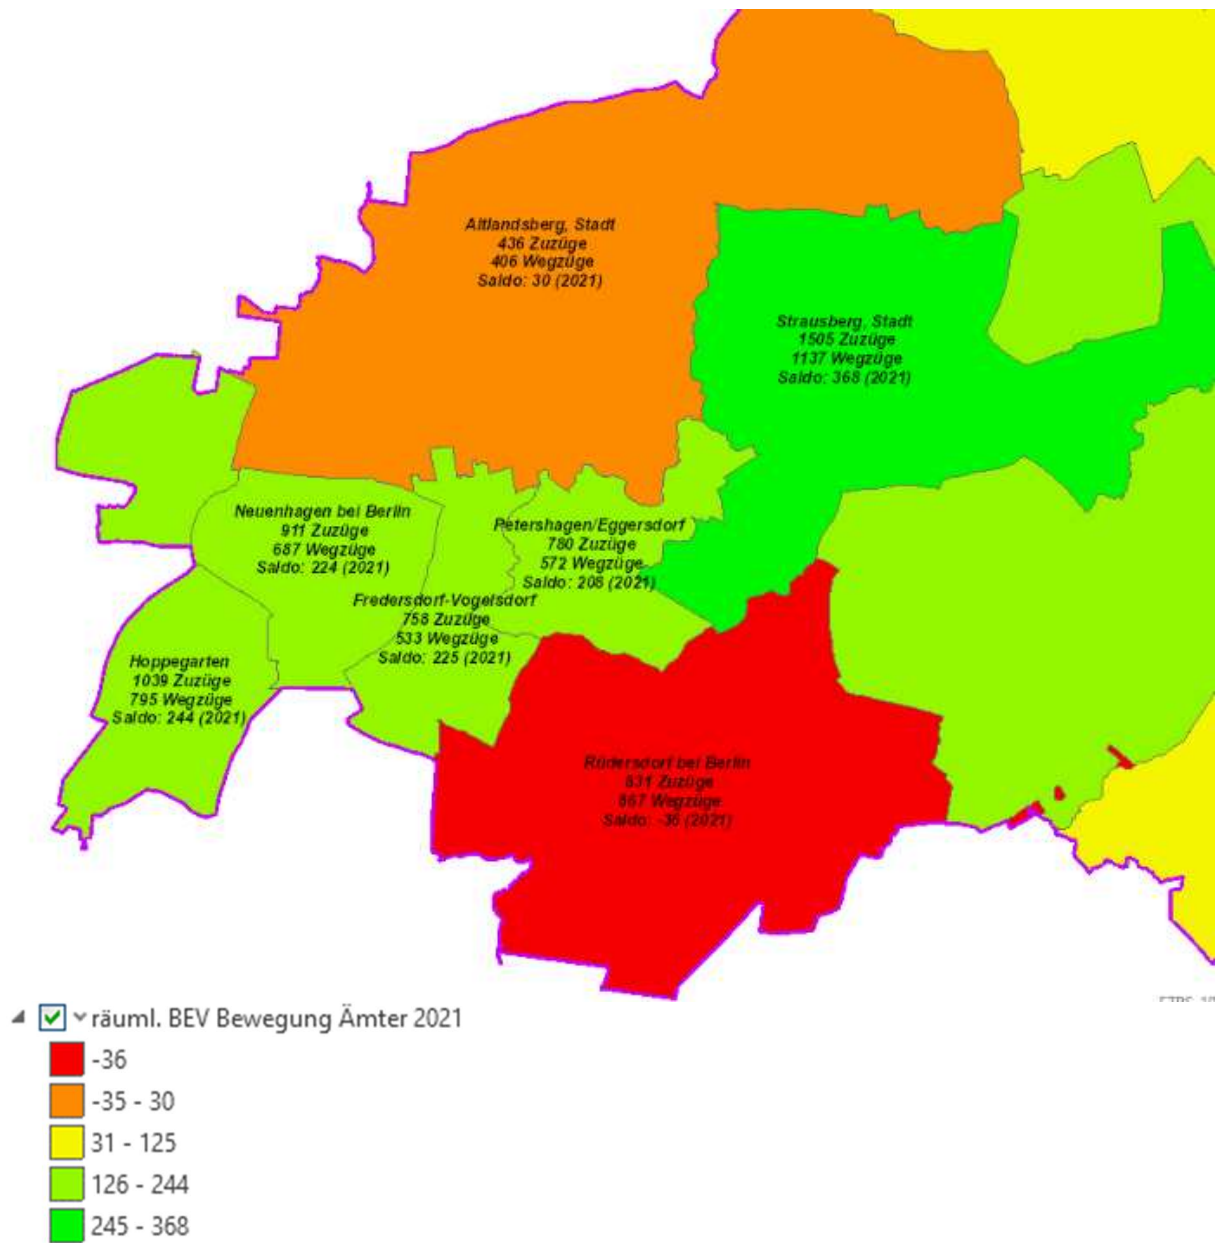 Altlandsberg, Stadt
436 Zuzüge
406 Wegzüge
Saldo: 30 (2021)
Strausberg, Stadt
1505 Zuzüge
1137 Wegzüge
Saldo: 368 (2021)
Neuenhagen bei Berlin
911 Zuzüge
687 Wegzüge
Saldo: 224 (2021)
Petershagen/Eggersdorf
780 Zuzüge
572 Wegzüge
Saldo: 208 (2021)
Fredersdorf-Vogelsdorf
758 Zuzüge
533 Wegzüge
Saldo: 225 (2021)
Hoppegarten
1039 Zuzüge
795 Wegzüge
Saldo: 244 (2021)
Rüdersdorf bei Berlin
831 Zuzüge
867 Wegzüge
Saldo: -36 (2021)
räuml. BEV Bewegung Ämter 2021
-36
-35 - 30
31 - 125
126 - 244
245 - 368